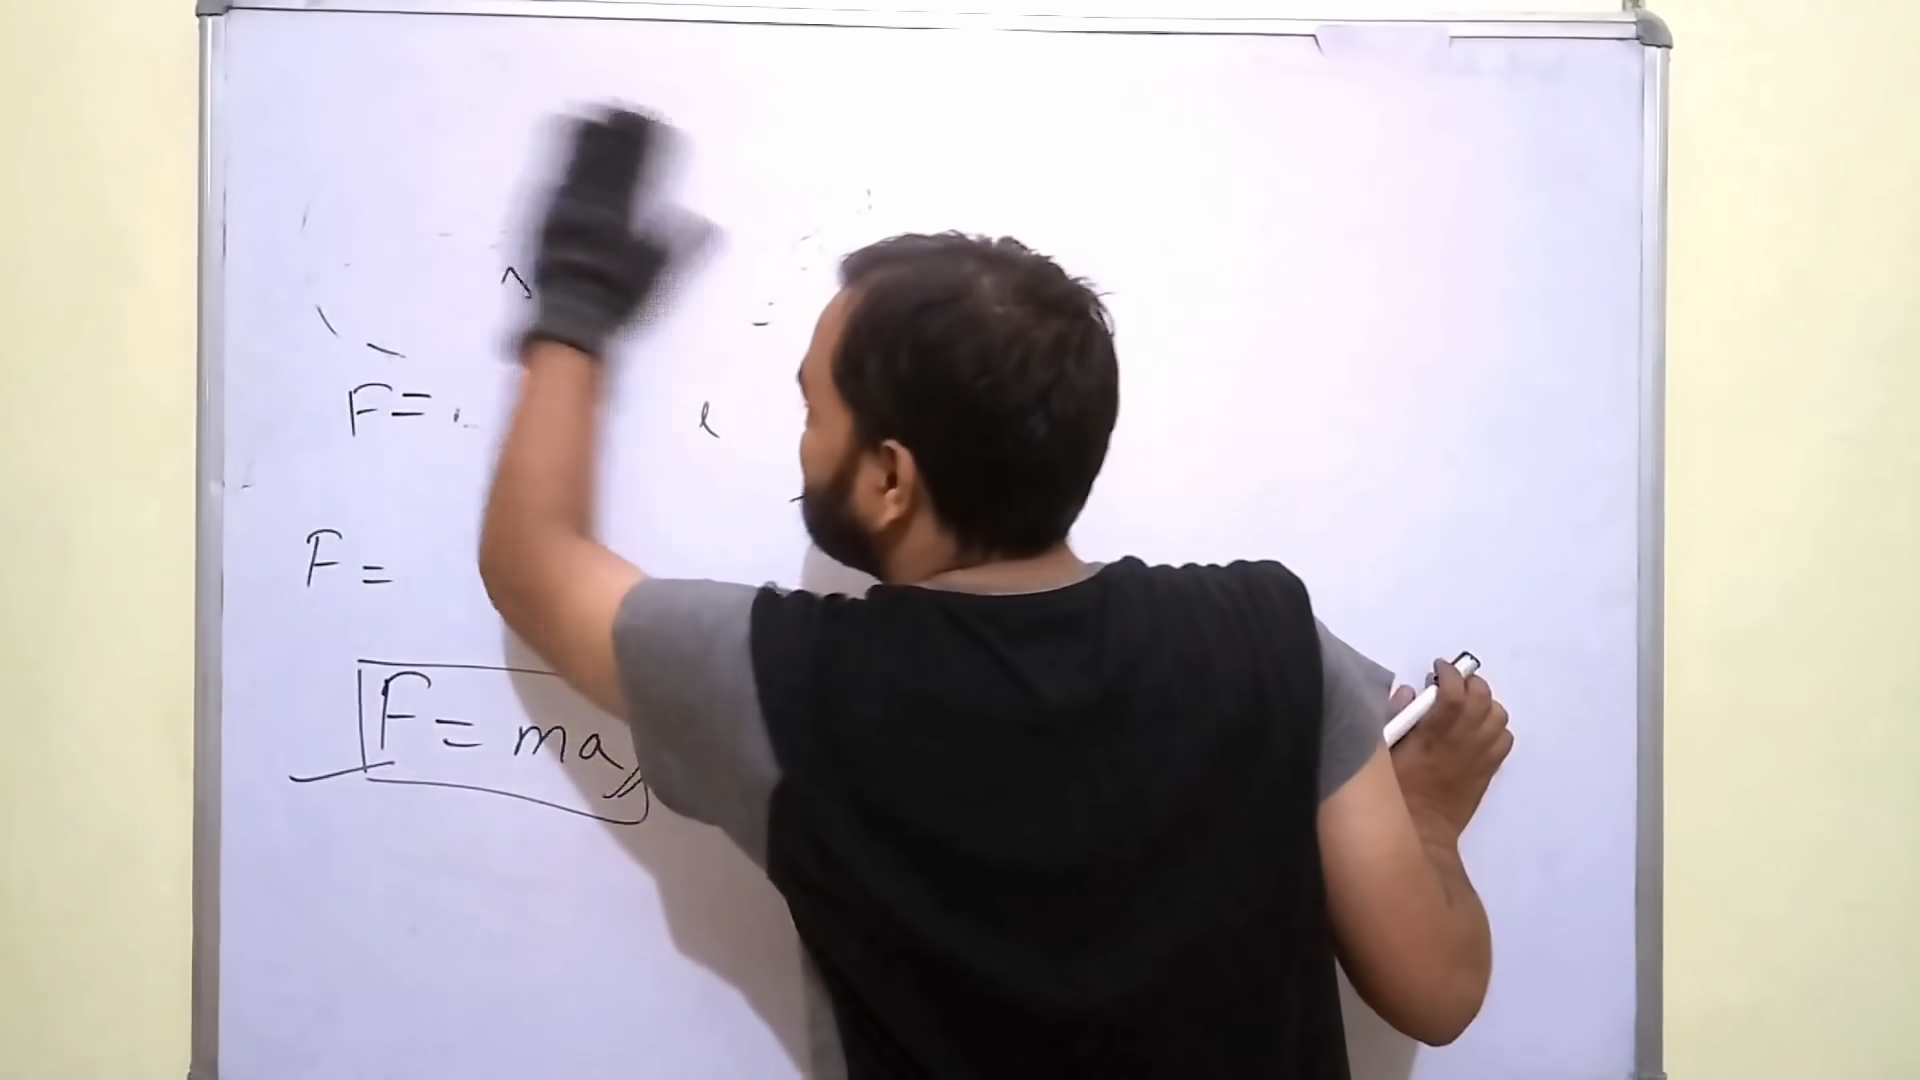 F=
F =
F = ma